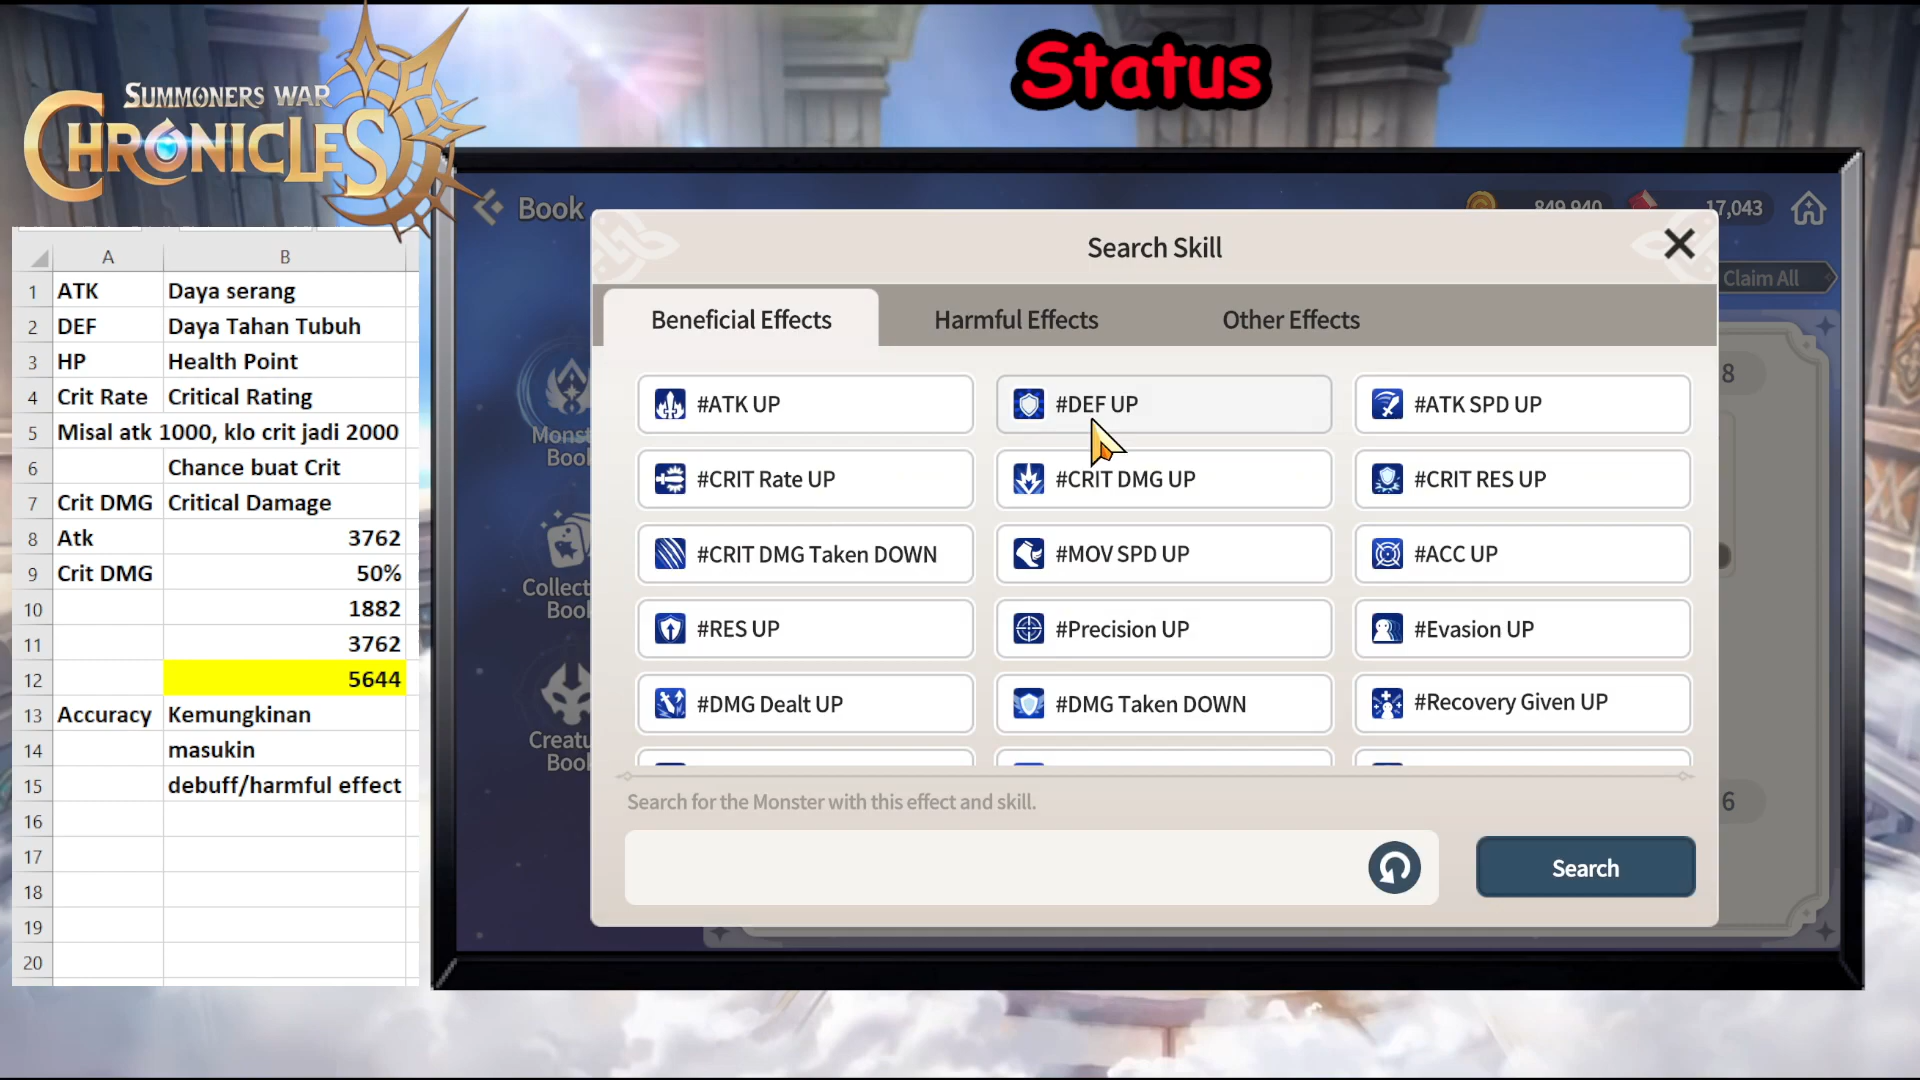 Status
SUMMONERS WAR
CHRONICLES
Book
849,940
17,043
Claim All
A B
1 ATK Daya serang
2 DEF Daya Tahan Tubuh
3 HP Health Point
4 Crit Rate Critical Rating
5 Misal atk 1000, klo crit jadi 2000
6 Chance buat Crit
7 Crit DMG Critical Damage
8 Atk 3762
9 Crit DMG 50%
10 1882
11 3762
12 5644
13 Accuracy Kemungkinan
14 masukin
15 debuff/harmful effect
16
17
18
19
20
Search Skill
Beneficial Effects Harmful Effects Other Effects
#ATK UP #DEF UP #ATK SPD UP
#CRIT Rate UP #CRIT DMG UP #CRIT RES UP
#CRIT DMG Taken DOWN #MOV SPD UP #ACC UP
#RES UP #Precision UP #Evasion UP
#DMG Dealt UP #DMG Taken DOWN #Recovery Given UP
Search for the Monster with this effect and skill.
Search
8
6